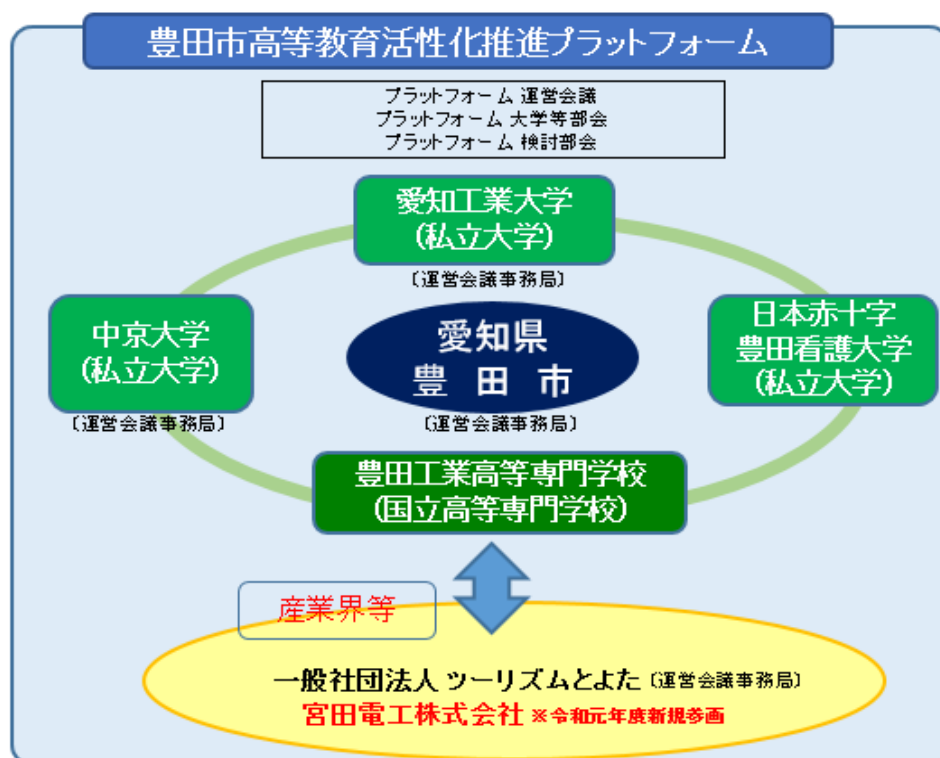 豊田市高等教育活性化推進プラットフォーム
プラットフォーム 運営会議
プラットフォーム 大学等部会
プラットフォーム 検討部会
愛知工業大学
(私立大学)
〔運営会議事務局〕
中京大学
(私立大学)
〔運営会議事務局〕
愛知県
豊 田 市
〔運営会議事務局〕
日本赤十字
豊田看護大学
(私立大学)
豊田工業高等専門学校
(国立高等専門学校)
産業界等
一般社団法人 ツーリズムとよた〔運営会議事務局〕
宮田電工株式会社 ※令和元年度新規参画